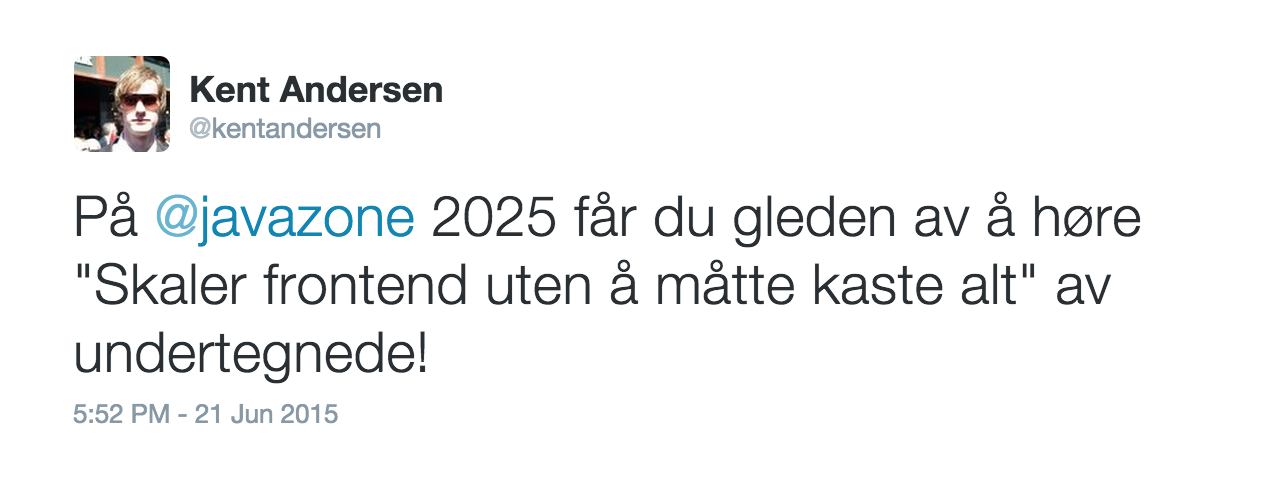 Kent Andersen
@kentandersen
På @javazone 2025 får du gleden av å høre
"Skaler frontend uten å måtte kaste alt" av
undertegnede!
5:52 PM - 21 Jun 2015